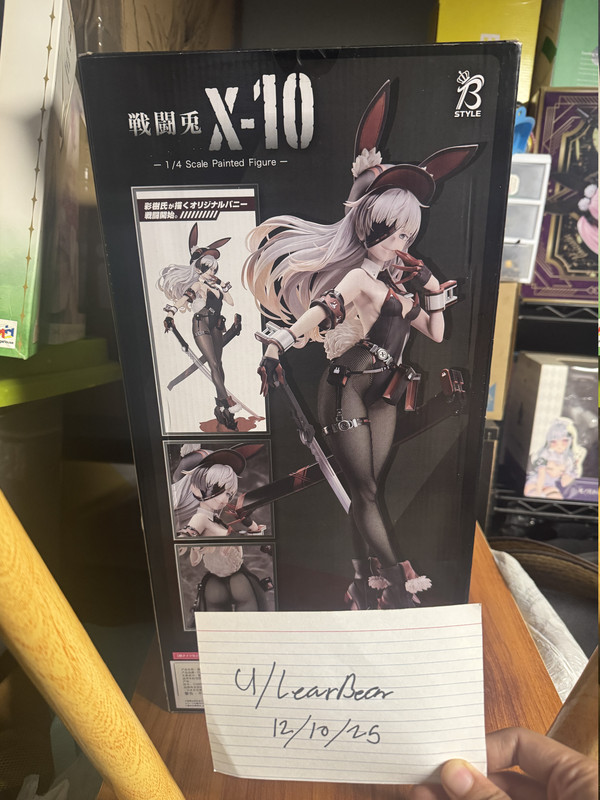 戦闘兎 X-10
B
STYLE
— 1/4 Scale Painted Figure —
彩樹氏が描くオリジナルバニー
戦闘開始。
u/LearBear
12/10/25